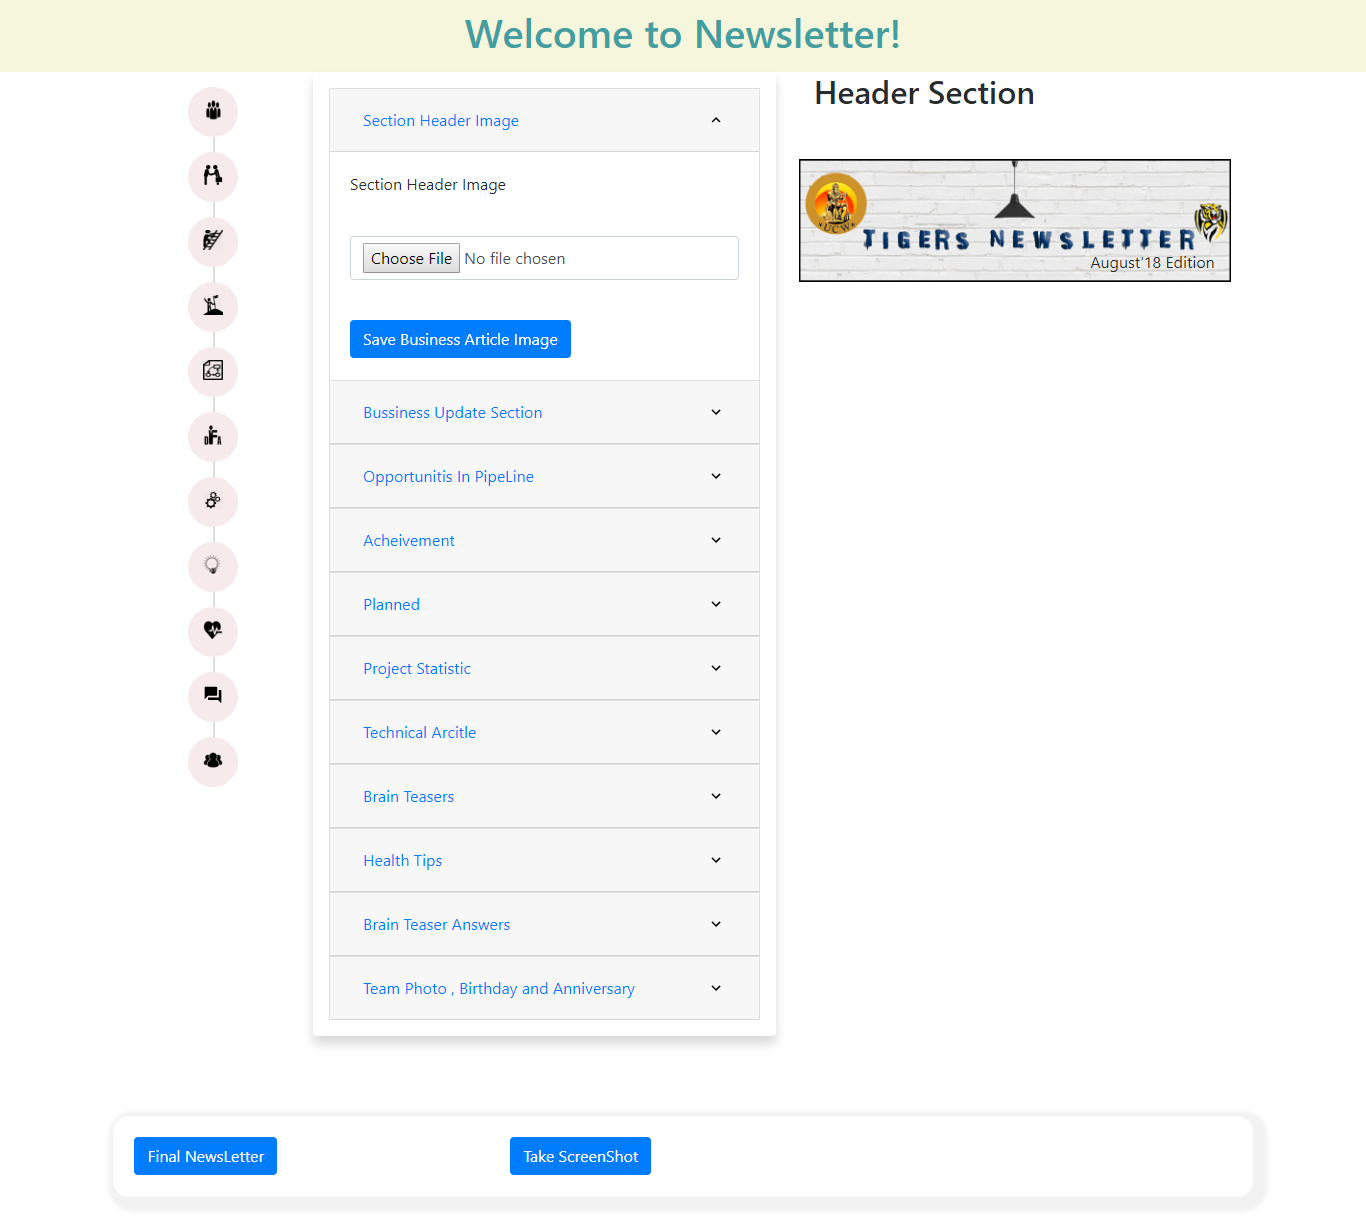 Welcome to Newsletter!
Section Header Image
Section Header Image
Choose File No file chosen
Save Business Article Image
Bussiness Update Section
Opportunitis In PipeLine
Acheivement
Planned
Project Statistic
Technical Arcitle
Brain Teasers
Health Tips
Brain Teaser Answers
Team Photo , Birthday and Anniversary
Header Section
UCWA
TIGERS NEWSLETTER
August'18 Edition
DFA
Final NewsLetter
Take ScreenShot